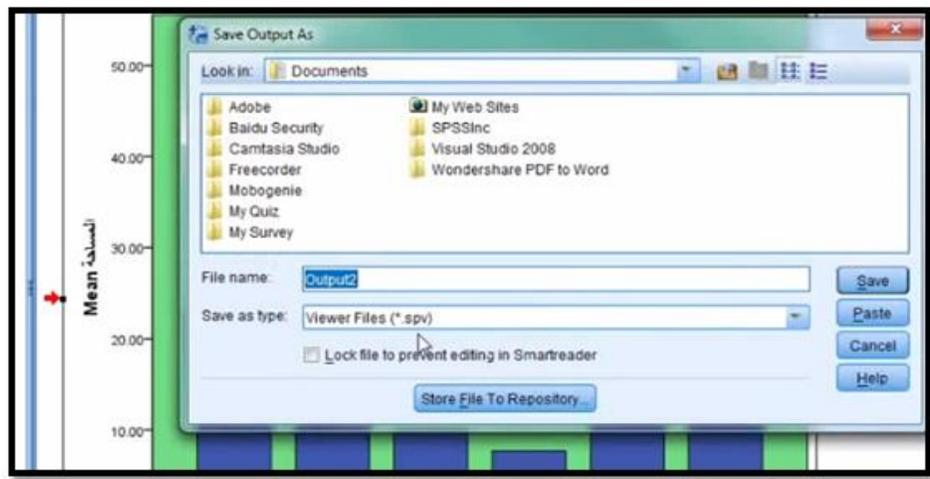 Save Output As
Look in: Documents
Adobe
Baidu Security
Camtasia Studio
Freecorder
Mobogenie
My Quiz
My Survey
My Web Sites
SPSSInc
Visual Studio 2008
Wondershare PDF to Word
File name: Output2
Save as type: Viewer Files (*.spv)
Lock file to prevent editing in Smartreader
Store File To Repository...
Save
Paste
Cancel
Help
50.00
40.00
30.00
20.00
10.00
Mean المساحة